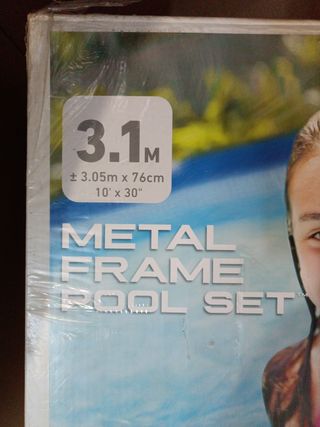 3.1M
± 3.05m x 76cm
10' x 30"
METAL
FRAME
POOL SET™